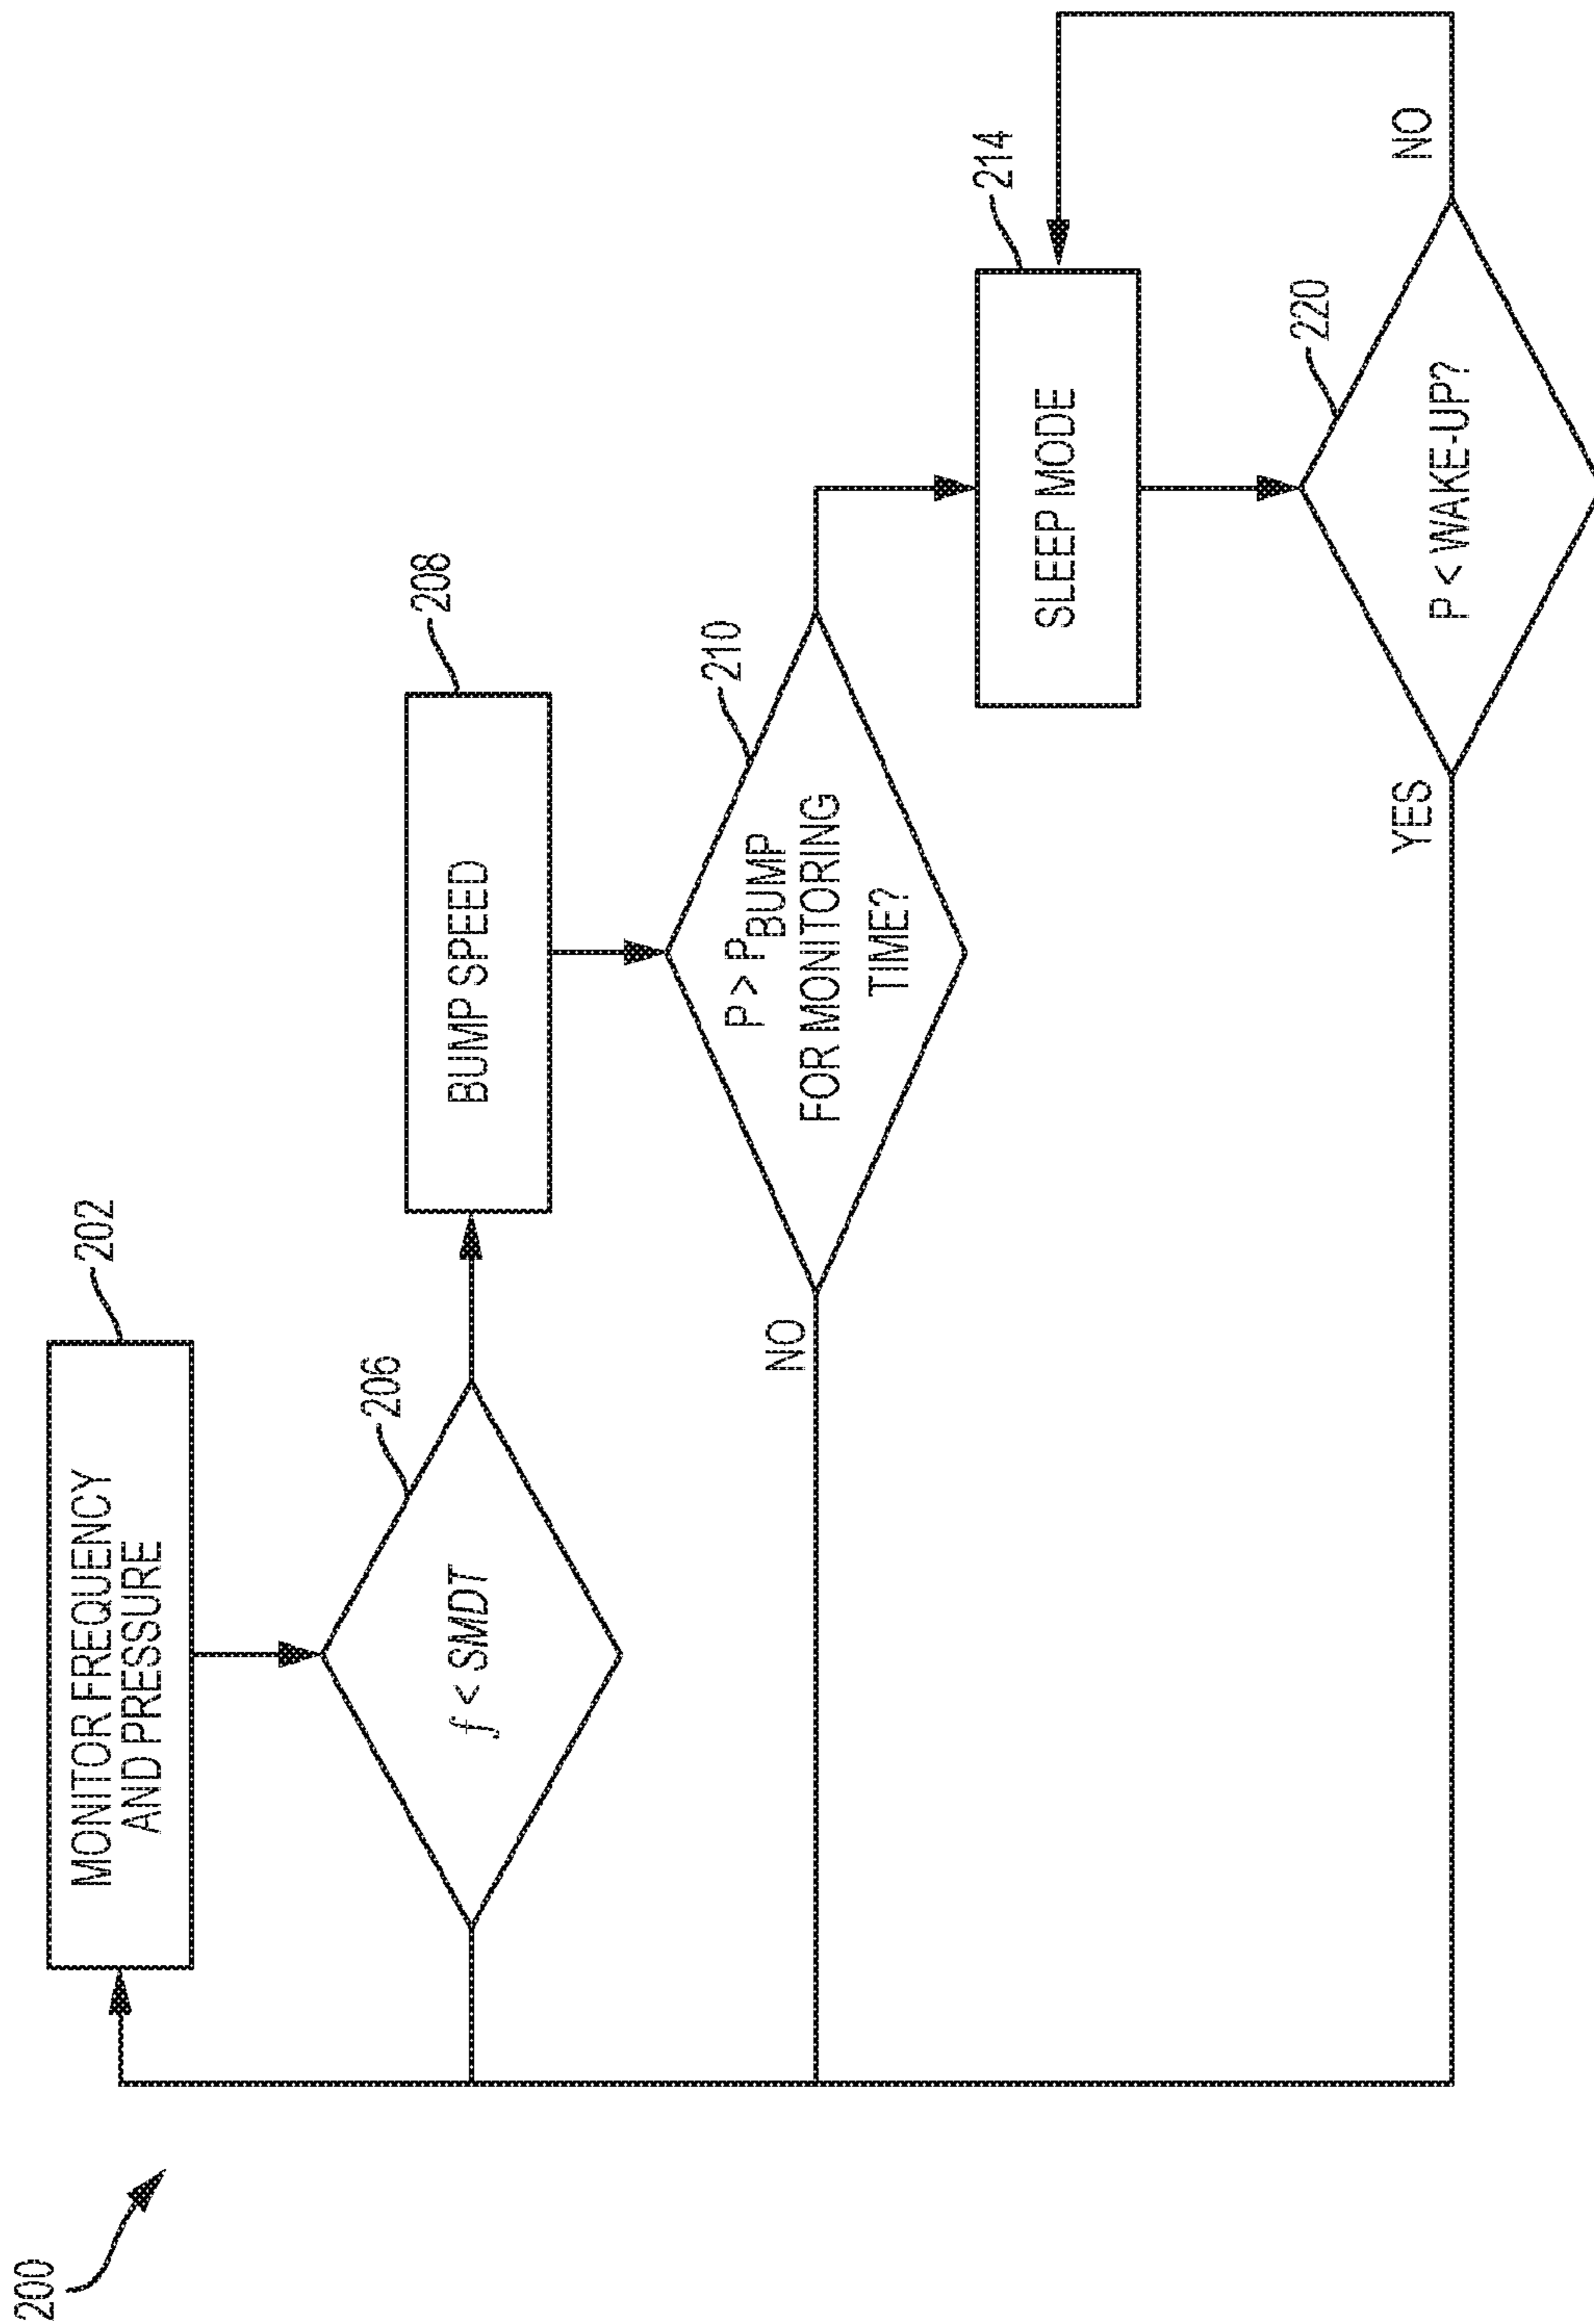 200
202
MONITOR FREQUENCY
AND PRESSURE
206
f < SMDT
208
BUMP SPEED
210
P > PBUMP
FOR MONITORING
TIME?
NO
214
SLEEP MODE
220
P < WAKE-UP?
YES
NO